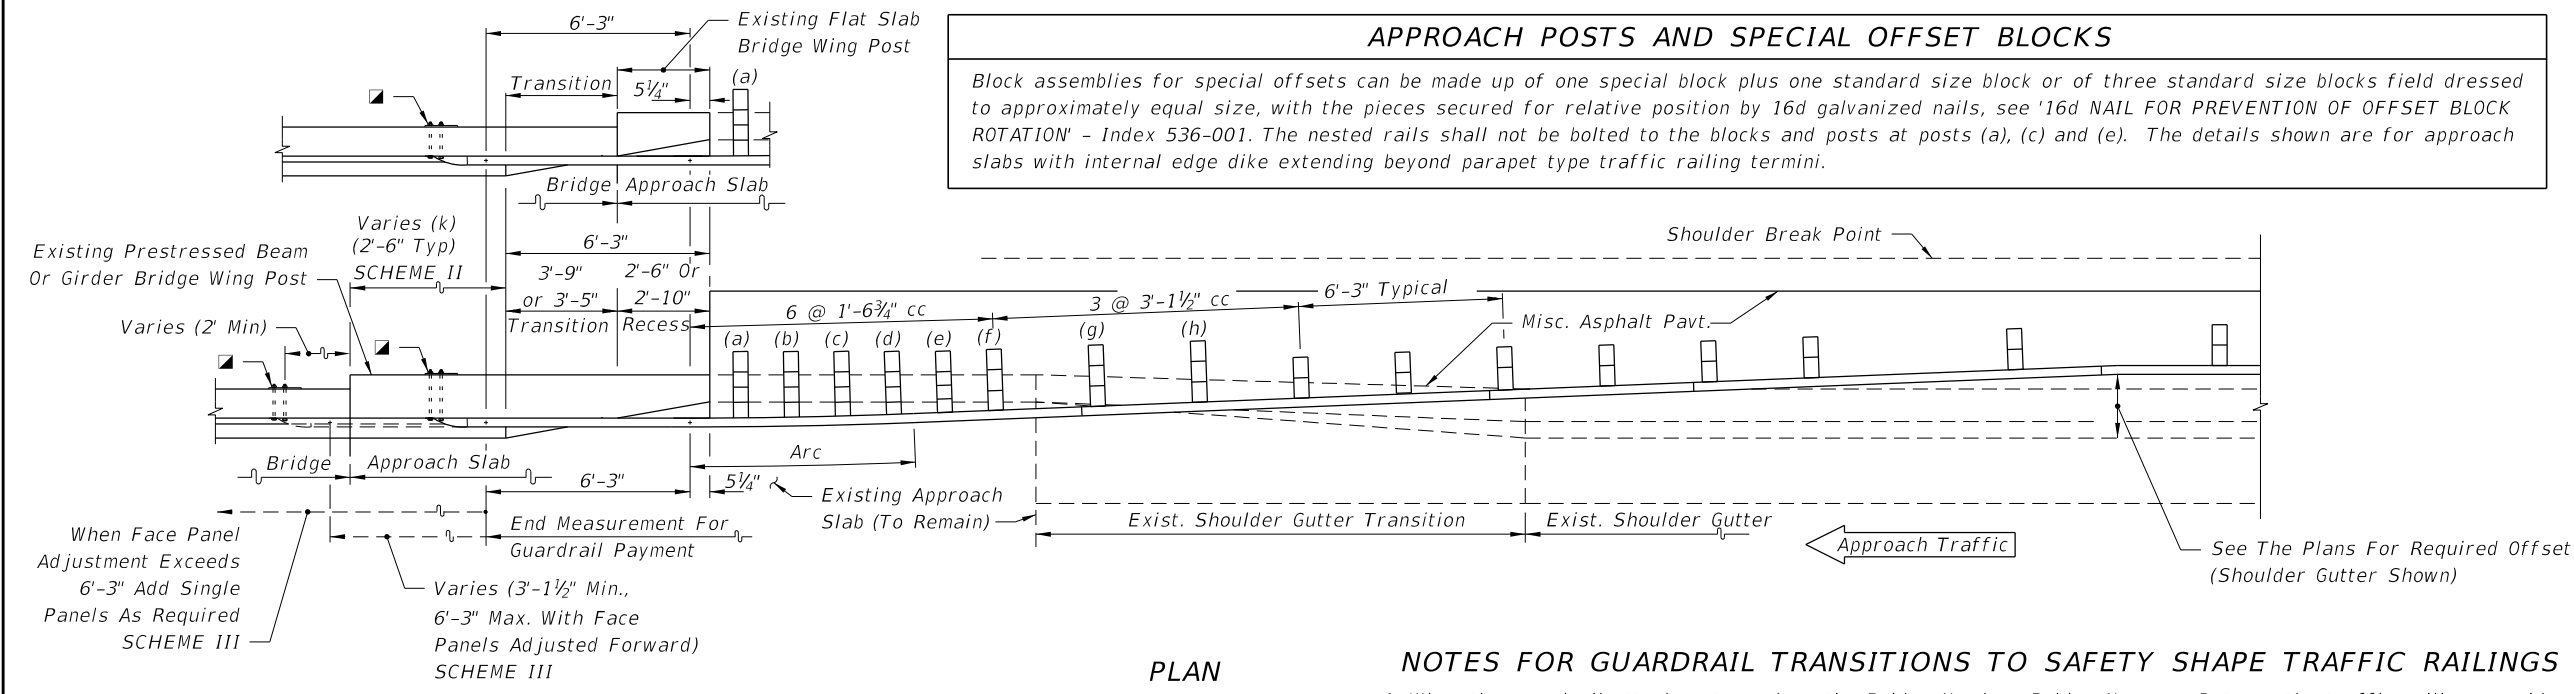 6'-3"
Existing Flat Slab
Bridge Wing Post
Transition
5¼"
(a)
Bridge
Approach Slab
APPROACH POSTS AND SPECIAL OFFSET BLOCKS
Block assemblies for special offsets can be made up of one special block plus one standard size block or of three standard size blocks field dressed
to approximately equal size, with the pieces secured for relative position by 16d galvanized nails, see '16d NAIL FOR PREVENTION OF OFFSET BLOCK
ROTATION' - Index 536-001. The nested rails shall not be bolted to the blocks and posts at posts (a), (c) and (e). The details shown are for approach
slabs with internal edge dike extending beyond parapet type traffic railing termini.
Varies (k)
(2'-6" Typ)
SCHEME II
Existing Prestressed Beam
Or Girder Bridge Wing Post
Varies (2' Min)
6'-3"
3'-9"
or 3'-5"
Transition
2'-6" Or
2'-10"
Recess
6 @ 1'-6¾" cc
3 @ 3'-1½" cc
6'-3" Typical
Shoulder Break Point
Misc. Asphalt Pavt.
(a)
(b)
(c)
(d)
(e)
(f)
(g)
(h)
Bridge
Approach Slab
6'-3"
5¼"
Arc
Existing Approach
Slab (To Remain)
Exist. Shoulder Gutter Transition
Exist. Shoulder Gutter
Approach Traffic
See The Plans For Required Offset
(Shoulder Gutter Shown)
End Measurement For
Guardrail Payment
When Face Panel
Adjustment Exceeds
6'-3" Add Single
Panels As Required
SCHEME III
Varies (3'-1½" Min.,
6'-3" Max. With Face
Panels Adjusted Forward)
SCHEME III
PLAN
NOTES FOR GUARDRAIL TRANSITIONS TO SAFETY SHAPE TRAFFIC RAILINGS